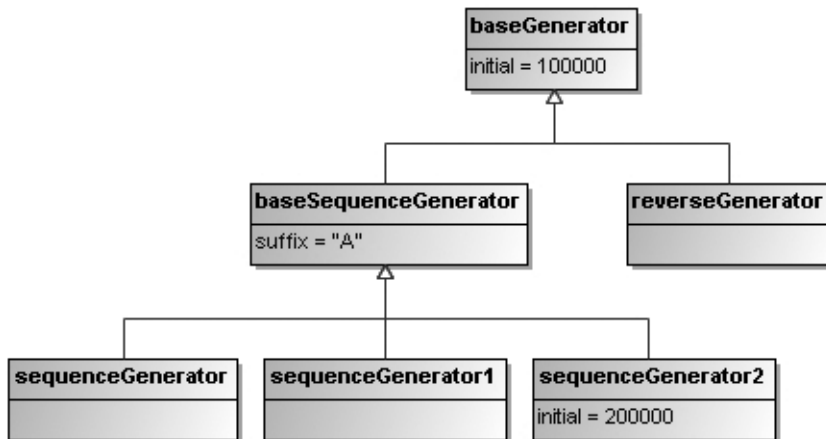 baseGenerator
initial = 100000
baseSequenceGenerator
suffix = "A"
reverseGenerator
sequenceGenerator
sequenceGenerator1
sequenceGenerator2
initial = 200000